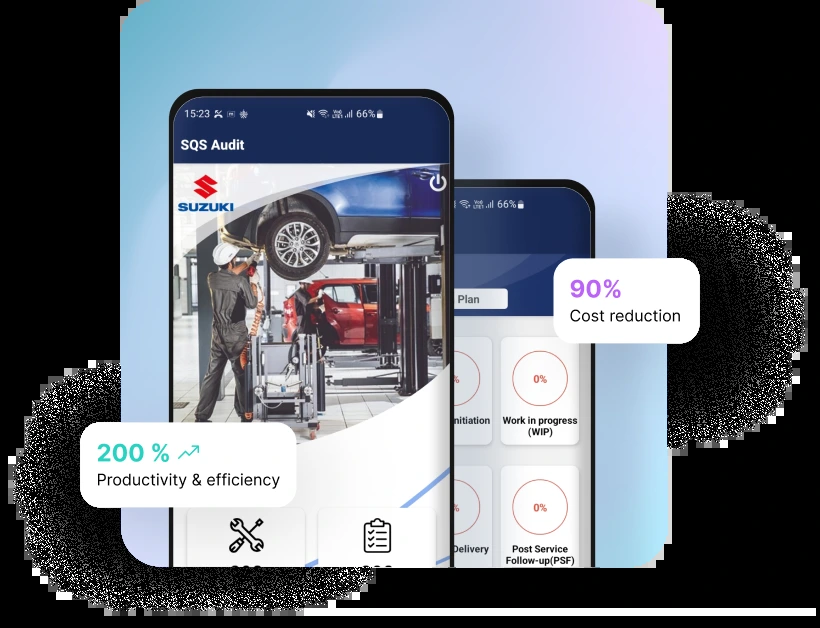 15:23 66%
SQS Audit
SUZUKI
66%
Plan
90%
Cost reduction
% 0%
nitiation Work in progress
(WIP)
200 %
Productivity & efficiency
% 0%
Delivery Post Service
Follow-up(PSF)